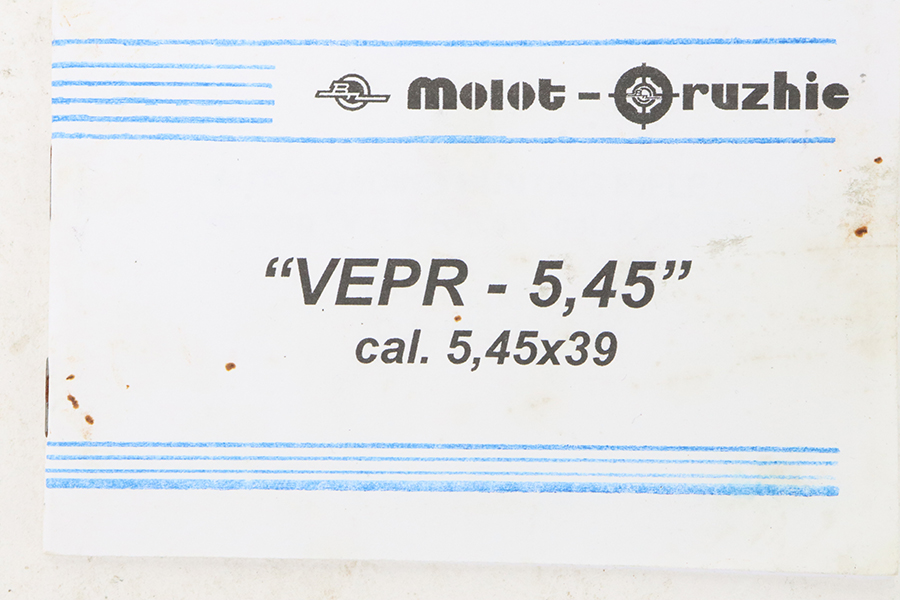 Molot-Oruzhie
"VEPR - 5,45"
cal. 5,45x39